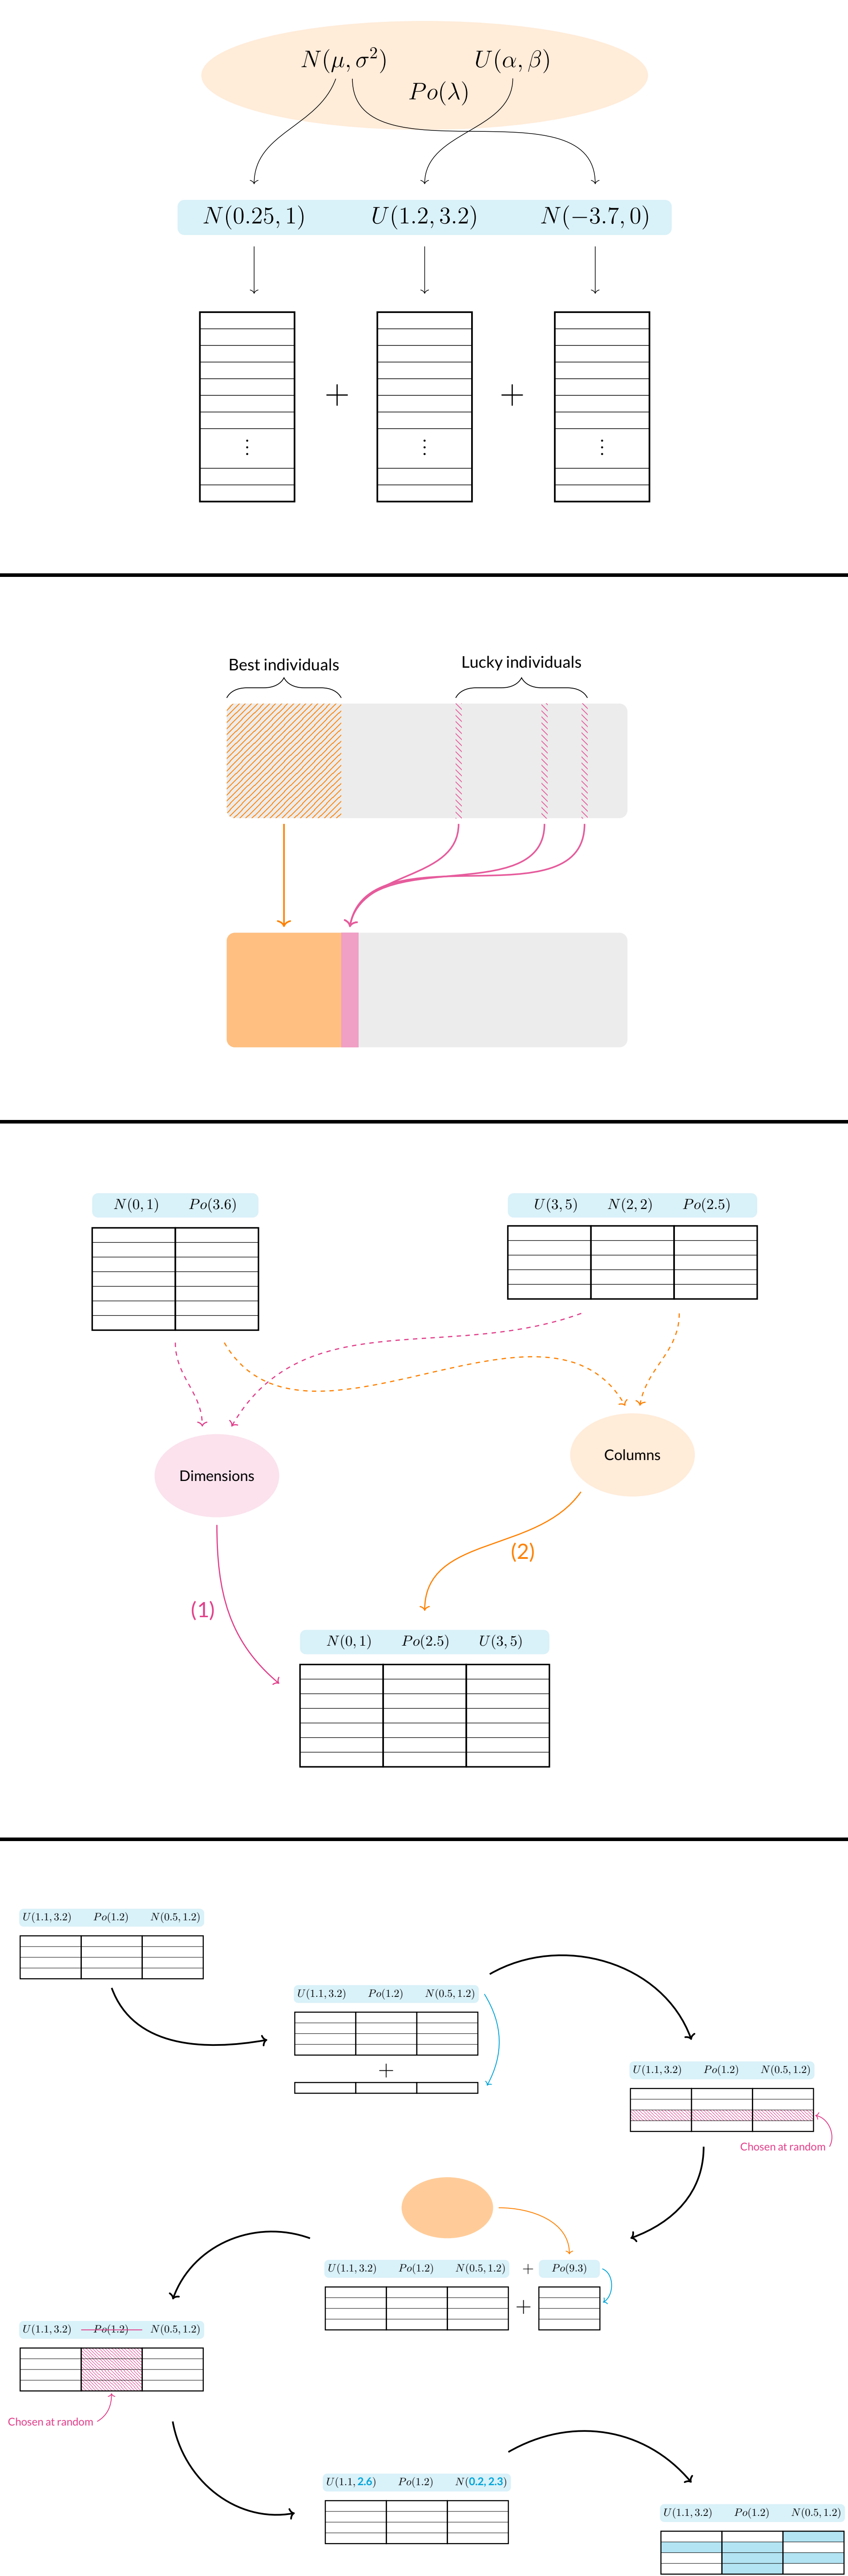 N(μ, σ²) U(α, β)
Po(λ)
N(0.25, 1) U(1.2, 3.2) N(−3.7, 0)
+ +
⋮ ⋮ ⋮
Best individuals Lucky individuals
N(0, 1) Po(3.6) U(3, 5) N(2, 2) Po(2.5)
Columns
Dimensions
(2)
(1)
N(0, 1) Po(2.5) U(3, 5)
U(1.1, 3.2) Po(1.2) N(0.5, 1.2)
U(1.1, 3.2) Po(1.2) N(0.5, 1.2)
+
U(1.1, 3.2) Po(1.2) N(0.5, 1.2)
Chosen at random
U(1.1, 3.2) Po(1.2) N(0.5, 1.2) + Po(9.3)
+
U(1.1, 3.2) Po(1.2) N(0.5, 1.2)
Chosen at random
U(1.1, 2.6) Po(1.2) N(0.2, 2.3)
U(1.1, 3.2) Po(1.2) N(0.5, 1.2)